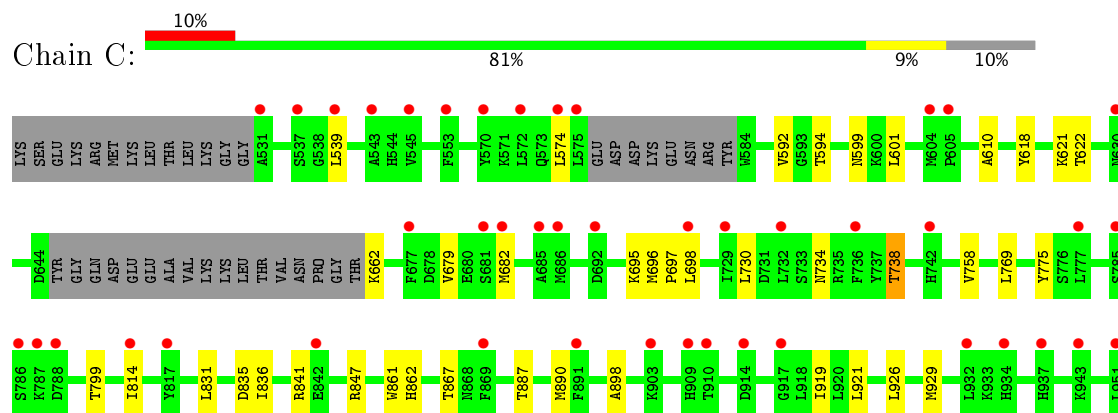 10%
Chain C:
81% 9% 10%
LYS SER GLU LYS ARG MET LYS LEU THR LEU LYS GLY GLY A531 S537 G538 L539 A543 H544 V545 F553 Y570 K571 L572 Q573 L574 L575 GLU ASP ASP LYS GLU ASN ARG TYR W584 V592 G593 T594 N599 K600 L601 M604 P605 A610 Y618 K621 T622 N630
D644 TYR GLY GLN ASP GLU GLU ALA VAL LYS LYS LEU THR VAL ASN PRO GLY THR K662 F677 D678 V679 E680 S681 M682 A685 M686 D692 K695 M696 P697 L698 I729 L730 D731 L732 S733 N734 R735 F736 Y737 T738 H742 V758 L769 Y775 S776 L777 S785
S786 K787 D788 T799 I814 Y817 L831 D835 I836 R841 E842 R847 W861 H862 T867 N868 F869 T887 M890 F891 A898 K903 H909 T910 D914 G917 L918 I919 L920 L921 L926 M929 L932 K933 H934 H937 K943